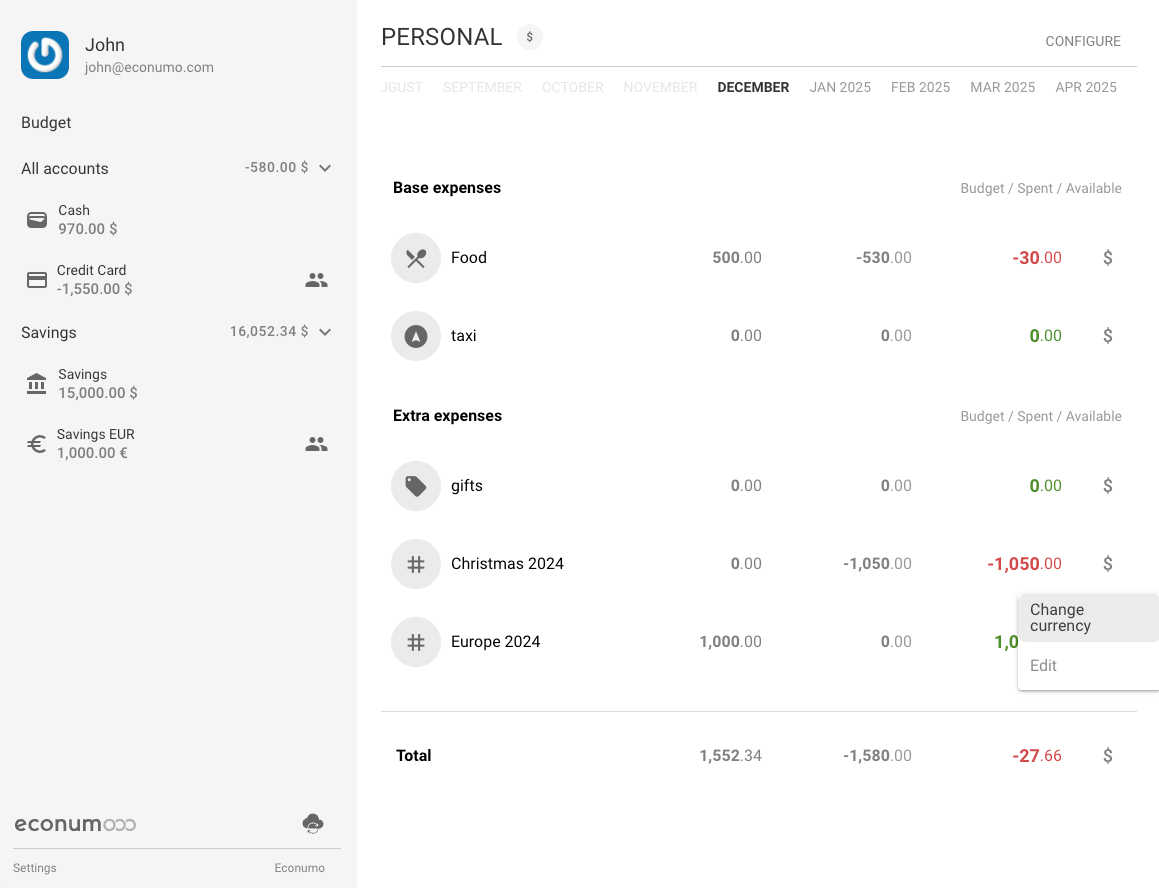 John
john@econumo.com
Budget
All accounts -580.00 $
Cash
970.00 $
Credit Card
-1,550.00 $
Savings 16,052.34 $
Savings
15,000.00 $
€ Savings EUR
1,000.00 €
econumo
Settings Econumo
PERSONAL $
CONFIGURE
UGUST SEPTEMBER OCTOBER NOVEMBER DECEMBER JAN 2025 FEB 2025 MAR 2025 APR 2025
Base expenses Budget / Spent / Available
Food 500.00 -530.00 -30.00 $
taxi 0.00 0.00 0.00 $
Extra expenses Budget / Spent / Available
gifts 0.00 0.00 0.00 $
# Christmas 2024 0.00 -1,050.00 -1,050.00 $
# Europe 2024 1,000.00 0.00 1,0
Change
currency
Edit
Total 1,552.34 -1,580.00 -27.66 $